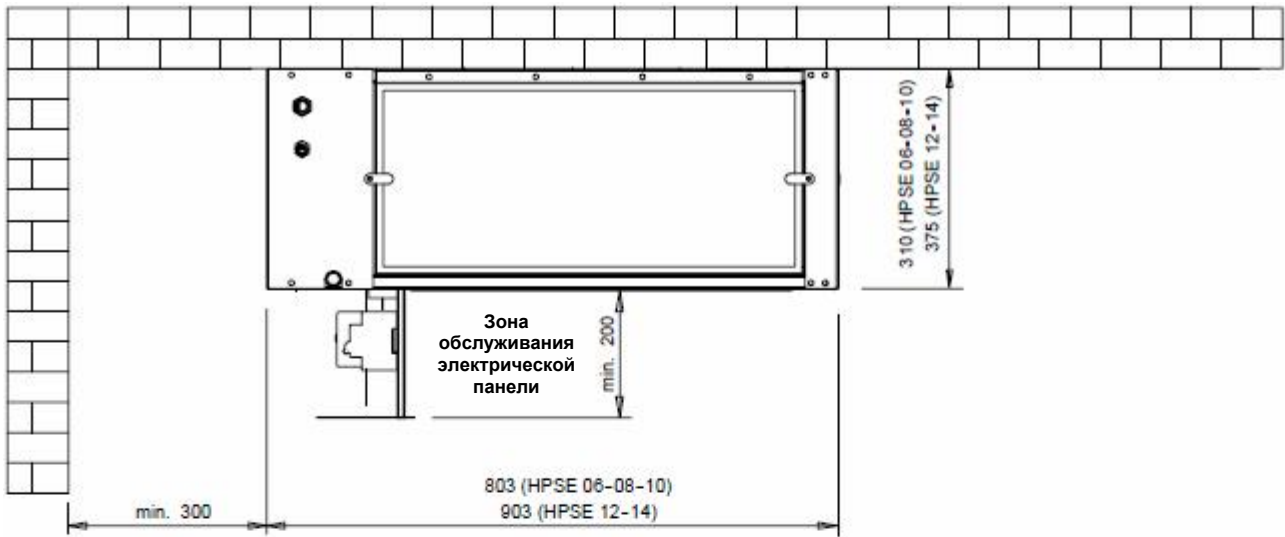 310 (HPSE 06-08-10)
375 (HPSE 12-14)
Зона
обслуживания
электрической
панели
min. 200
803 (HPSE 06-08-10)
903 (HPSE 12-14)
min. 300